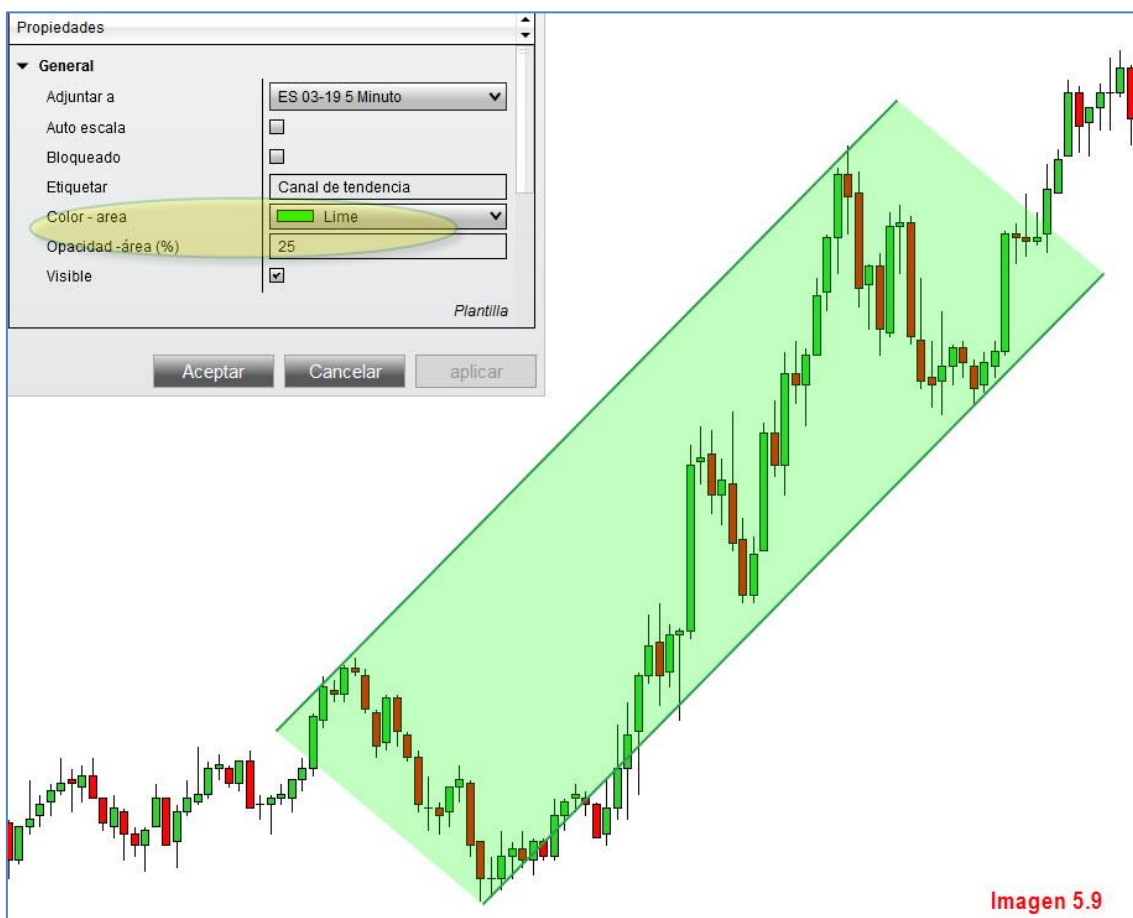 Propiedades
General
Adjuntar a ES 03-19 5 Minuto
Auto escala
Bloqueado
Etiquetar Canal de tendencia
Color - area Lime
Opacidad -área (%) 25
Visible
Plantilla
Aceptar Cancelar aplicar
Imagen 5.9